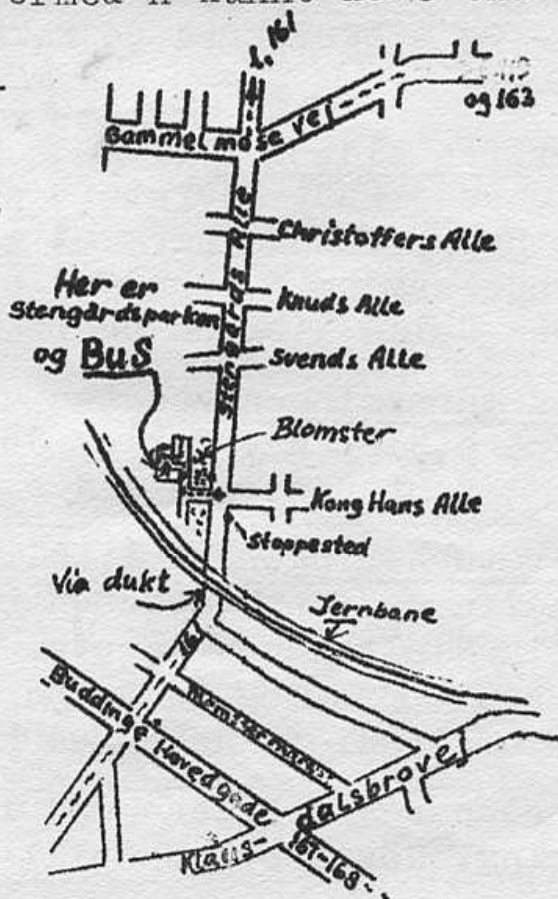 l. 161
og 163
Gammelmosevej
Stengårds Alle
Christoffers Alle
Her er
Stengårdsparken
og BuS
Knuds Alle
Svends Alle
Blomster
Kong Hans Alle
Stoppested
Via dukt
Jernbane
161
Buddinge Hovedgade
Klaus-
dalsbrovej
167-168